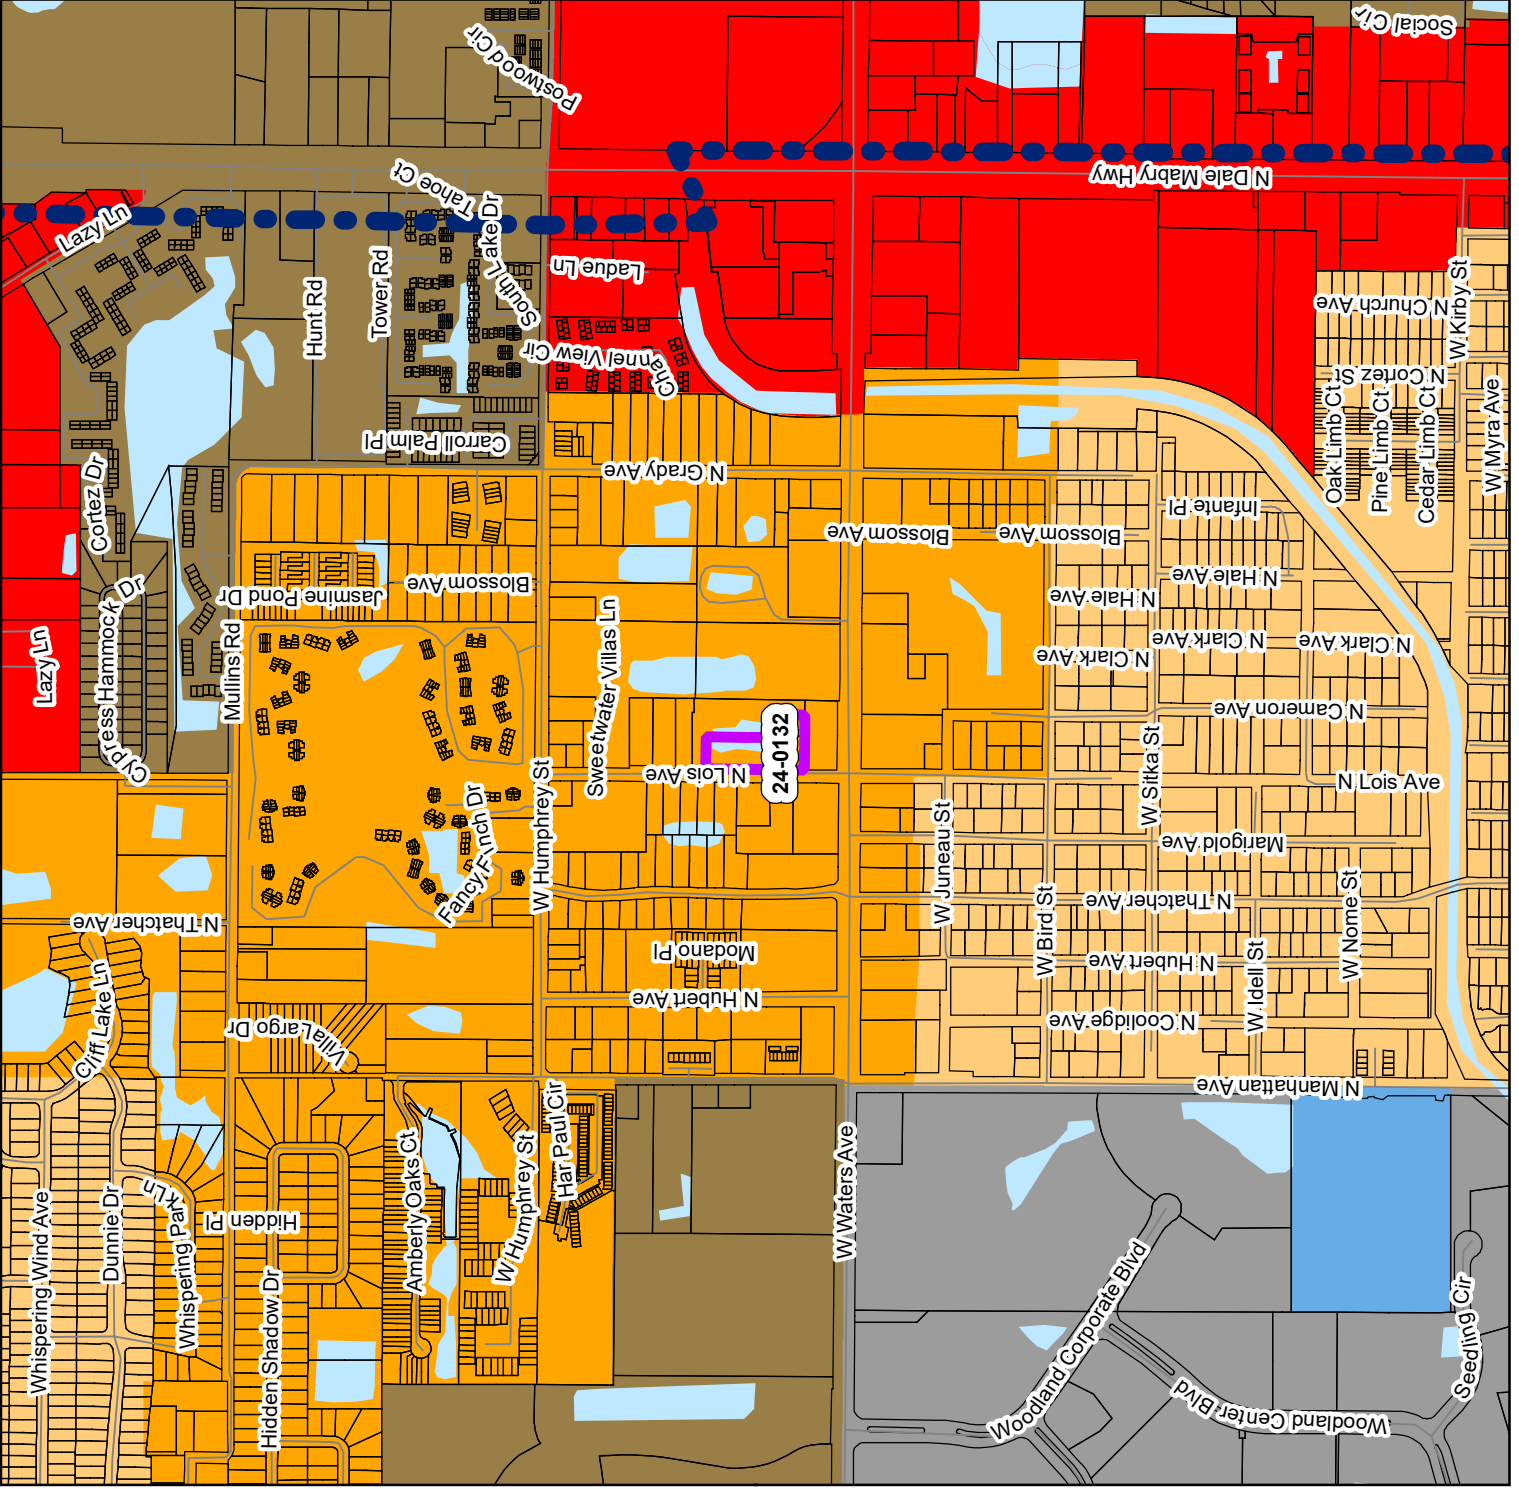 Social Cir
Postwood Cir
N Dale Mabry Hwy
Tahoe Ct
Lazy Ln
South Lake Dr
Ladue Ln
Hunt Rd
Tower Rd
N Church Ave
W Kirby St
Channel View Cir
N Cortez St
Oak Limb Ct
Pine Limb Ct
Cedar Limb Ct
W Myra Ave
Carroll Palm Pl
N Grady Ave
Cortez Dr
Infante Pl
Blossom Ave
Blossom Ave
Blossom Ave
Jasmine Pond Dr
N Hale Ave
N Hale Ave
Cypress Hammock Dr
Lazy Ln
Mullins Rd
Sweetwater Villas Ln
N Clark Ave
N Clark Ave
N Clark Ave
N Cameron Ave
24-0132
N Lois Ave
N Lois Ave
W Sitka St
W Humphrey St
Fancy Finch Dr
W Juneau St
Marigold Ave
N Thatcher Ave
N Thatcher Ave
W Bird St
W Nome St
W Idell St
Modano Pl
N Hubert Ave
N Hubert Ave
Cliff Lake Ln
Villa Largo Dr
N Coolidge Ave
N Manhattan Ave
Har Paul Cir
W Humphrey St
Amberly Oaks Ct
W Waters Ave
Whispering Wind Ave
Dunnie Dr
Whispering Park Ln
Hidden Pl
Hidden Shadow Dr
Woodland Corporate Blvd
Woodland Center Blvd
Seedling Cir